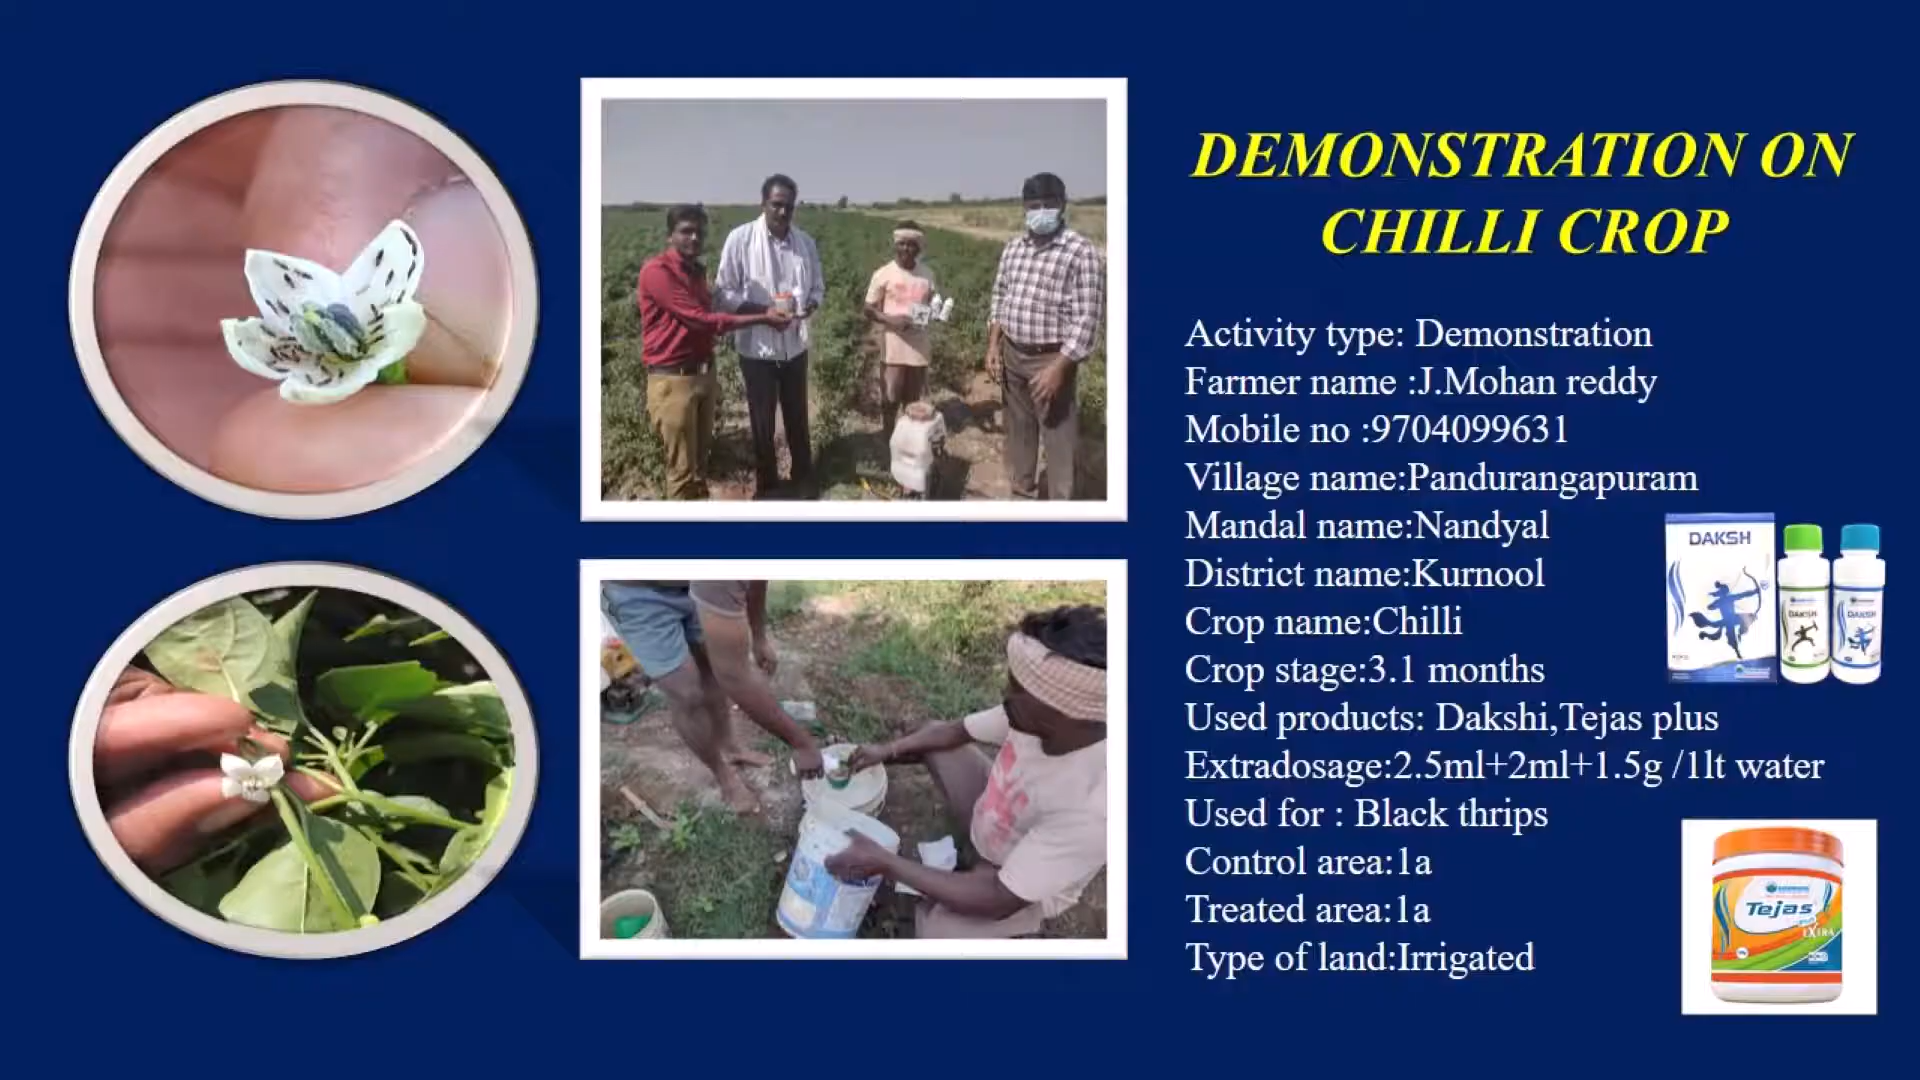 DEMONSTRATION ON
CHILLI CROP
Activity type: Demonstration
Farmer name :J.Mohan reddy
Mobile no :9704099631
Village name:Pandurangapuram
Mandal name:Nandyal
District name:Kurnool
Crop name:Chilli
Crop stage:3.1 months
Used products: Dakshi,Tejas plus
Extradosage:2.5ml+2ml+1.5g /1lt water
Used for : Black thrips
Control area:1a
Treated area:1a
Type of land:Irrigated
DAKSH
DAKSH
DAKSH
Tejas
EXTRA